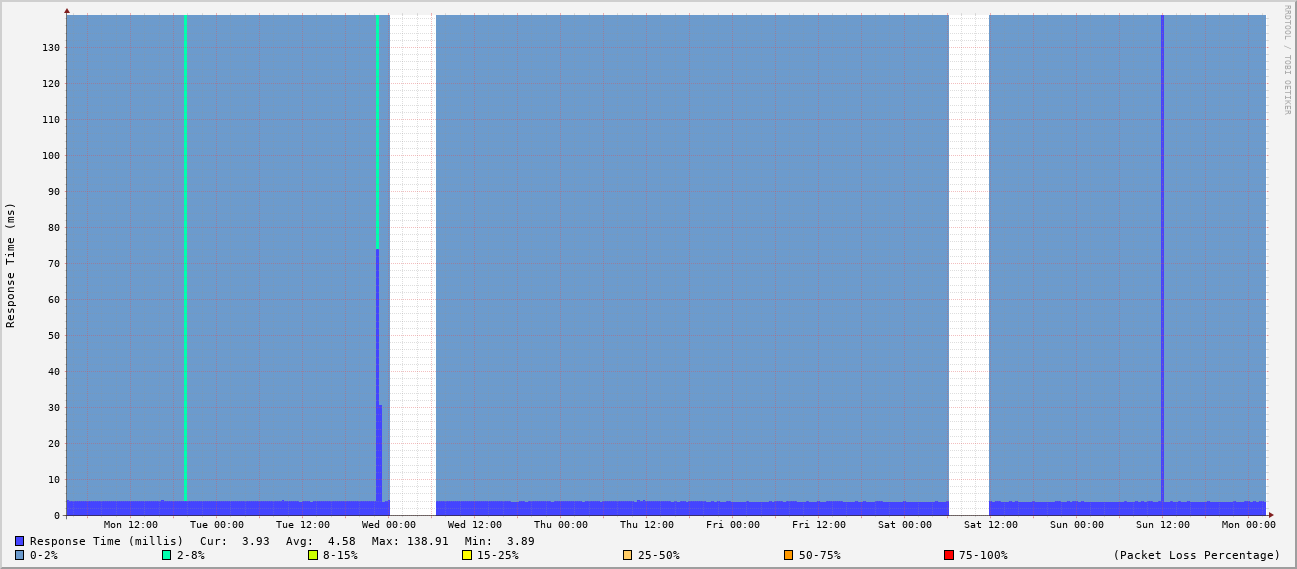 RRDTOOL / TOBI OETIKER
Response Time (ms)
130
120
110
100
90
80
70
60
50
40
30
20
10
0
Mon 12:00 Tue 00:00 Tue 12:00 Wed 00:00 Wed 12:00 Thu 00:00 Thu 12:00 Fri 00:00 Fri 12:00 Sat 00:00 Sat 12:00 Sun 00:00 Sun 12:00 Mon 00:00
Response Time (millis) Cur: 3.93 Avg: 4.58 Max: 138.91 Min: 3.89
0-2% 2-8% 8-15% 15-25% 25-50% 50-75% 75-100% (Packet Loss Percentage)